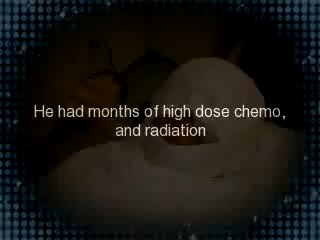 He had months of high dose chemo,
and radiation